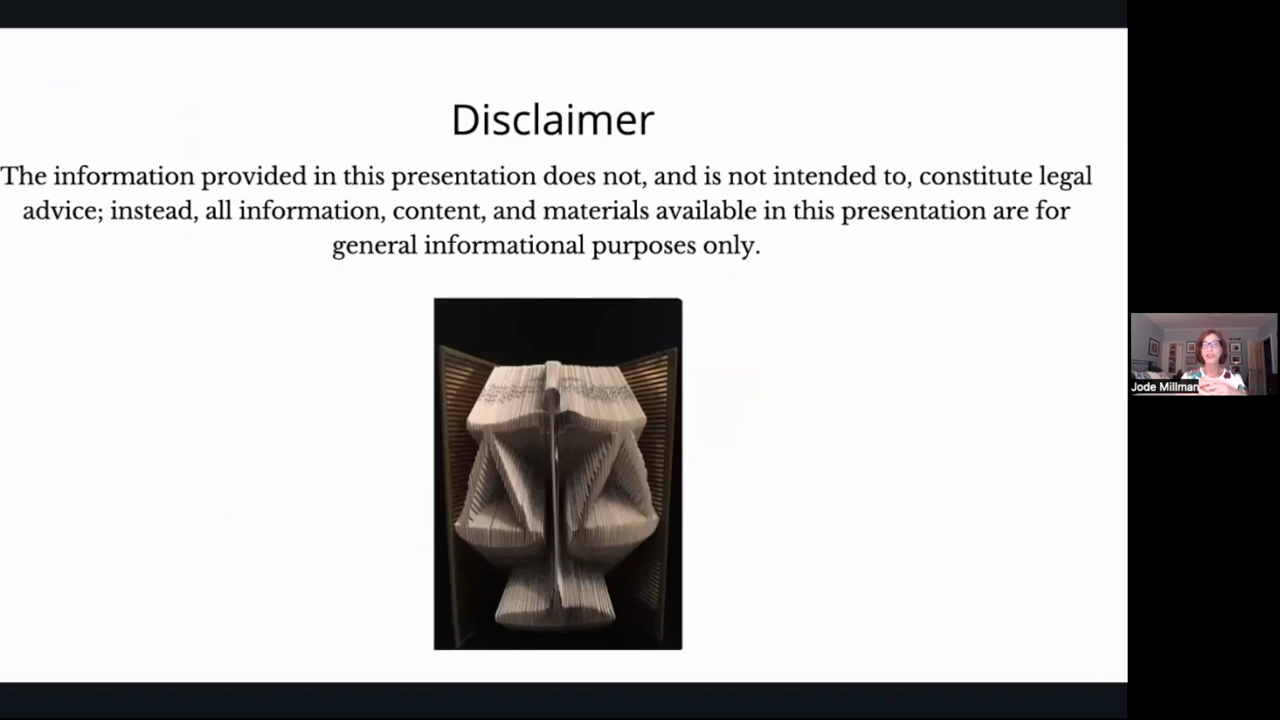 Disclaimer
The information provided in this presentation does not, and is not intended to, constitute legal
advice; instead, all information, content, and materials available in this presentation are for
general informational purposes only.
Jode Millman